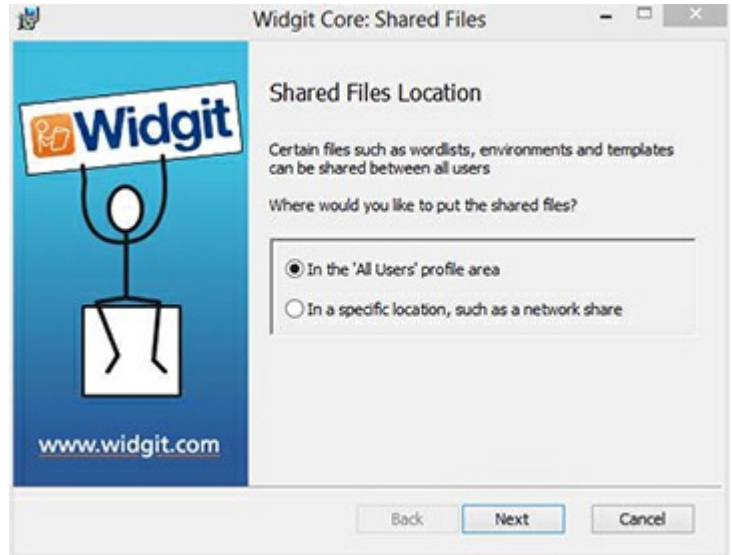 Widgit Core: Shared Files
Widgit
www.widgit.com
Shared Files Location
Certain files such as wordlists, environments and templates
can be shared between all users
Where would you like to put the shared files?
In the 'All Users' profile area
In a specific location, such as a network share
Back
Next
Cancel